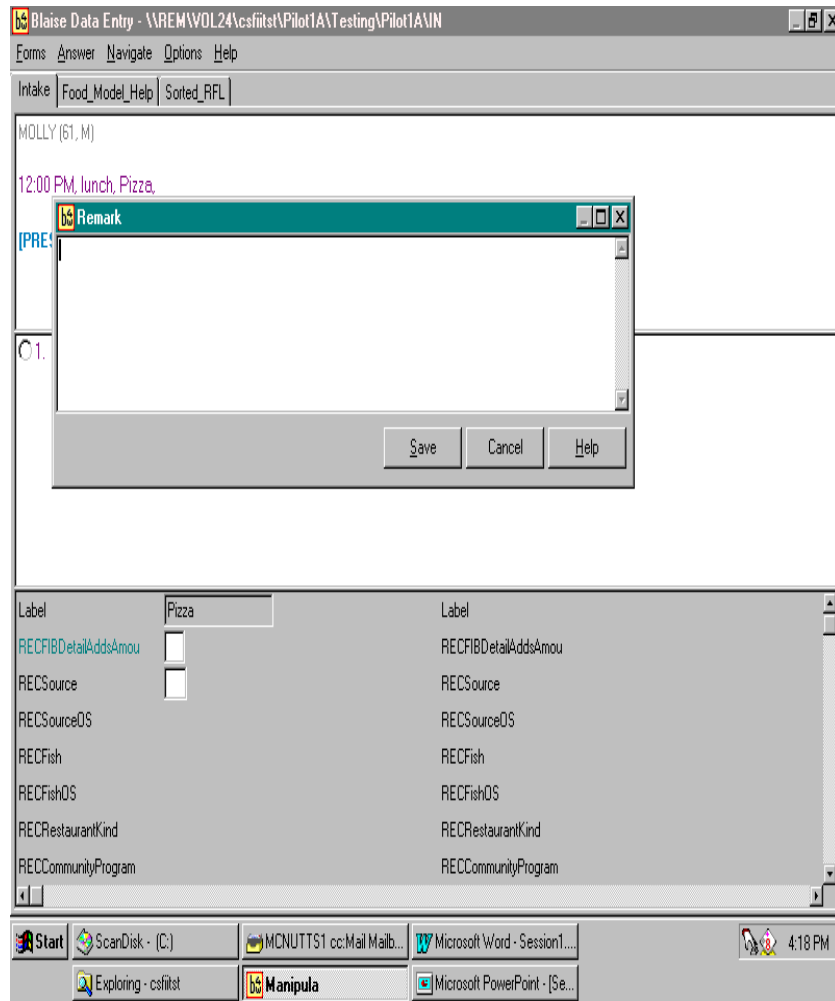 Blaise Data Entry - \\REM\VOL24\csfiitst\Pilot1A\Testing\Pilot1A\IN
Forms Answer Navigate Options Help
Intake Food_Model_Help Sorted_RFL
MOLLY (61, M)
12:00 PM, lunch, Pizza,
Remark
[PRES
1.
Save Cancel Help
Label Pizza Label
RECFIBDetailAddsAmou RECFIBDetailAddsAmou
RECSource RECSource
RECSourceOS RECSourceOS
RECFish RECFish
RECFishOS RECFishOS
RECRestaurantKind RECRestaurantKind
RECCommunityProgram RECCommunityProgram
Start ScanDisk - (C:) MCNUTTS1 cc:Mail Mailb... Microsoft Word - Session1.... 4:18 PM
Exploring - csfiitst Manipula Microsoft PowerPoint - [Se...